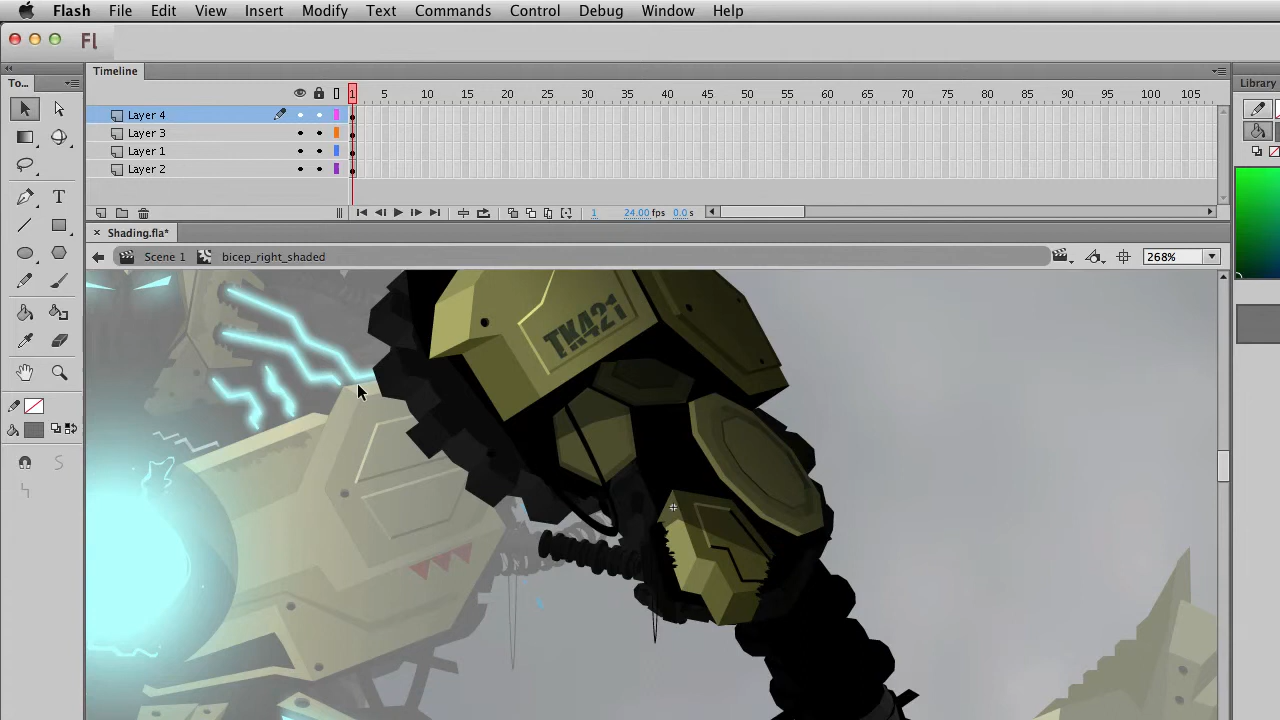 Flash File Edit View Insert Modify Text Commands Control Debug Window Help
Fl
To... Timeline Library
1 5 10 15 20 25 30 35 40 45 50 55 60 65 70 75 80 85 90 95 100 105
Layer 4
Layer 3
Layer 1
Layer 2
1 24.00 fps 0.0 s
Shading.fla*
Scene 1 bicep_right_shaded 268%
TK421